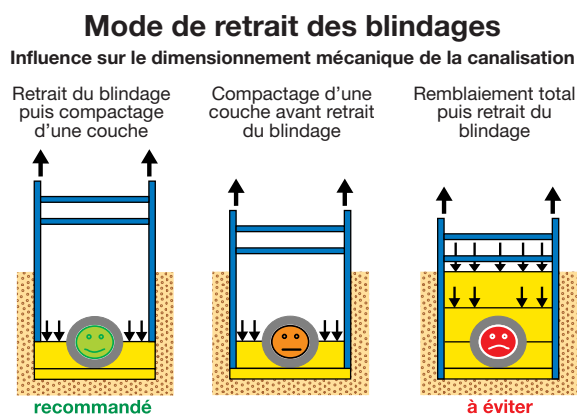 Mode de retrait des blindages
Influence sur le dimensionnement mécanique de la canalisation
Retrait du blindage
puis compactage
d'une couche
Compactage d'une
couche avant retrait
du blindage
Remblaiement total
puis retrait du
blindage
recommandé
à éviter